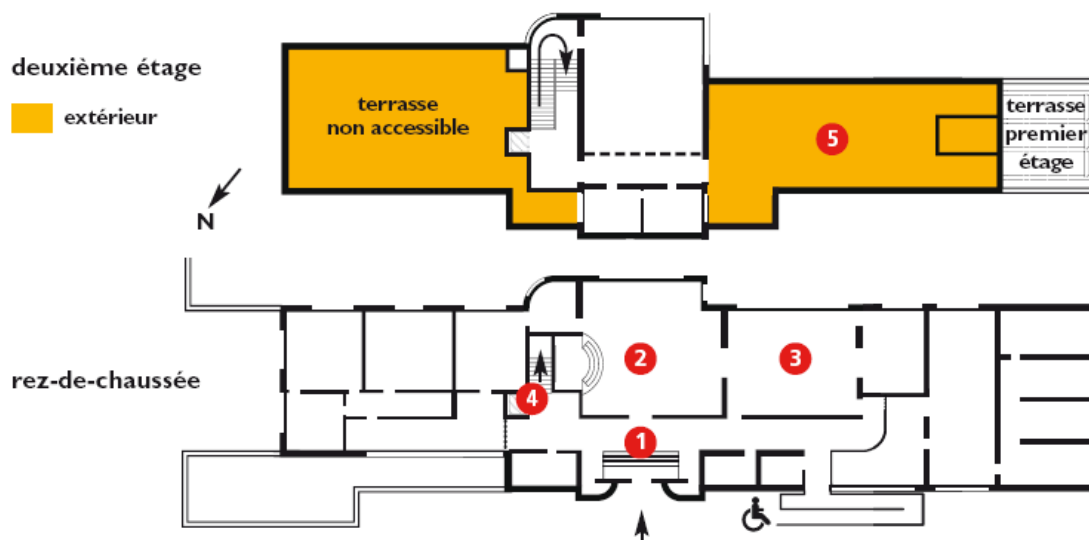 deuxième étage
extérieur
terrasse
non accessible
5
terrasse
premier
étage
N
rez-de-chaussée
2
3
4
1